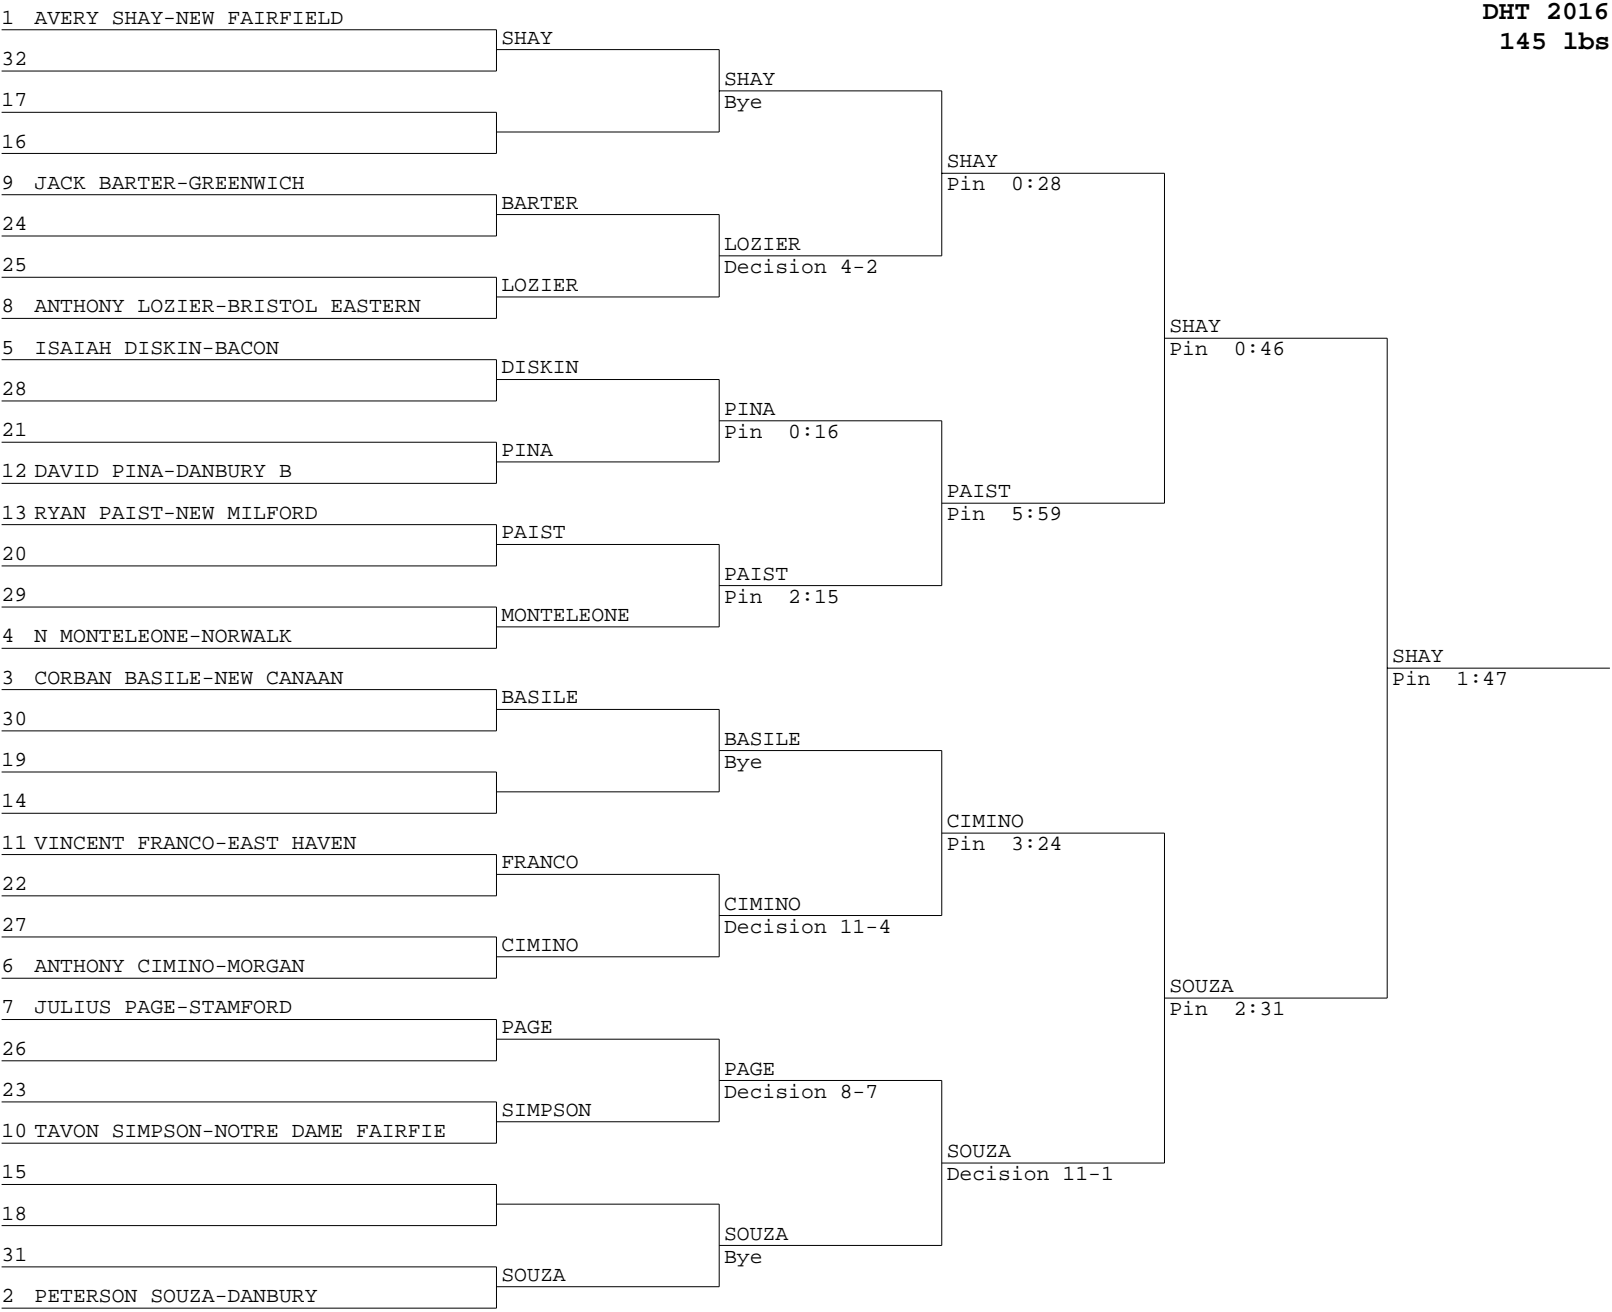 DHT 2016
145 lbs
1 AVERY SHAY-NEW FAIRFIELD
SHAY
32
SHAY
Bye
17
16
SHAY
Pin 0:28
9 JACK BARTER-GREENWICH
BARTER
24
LOZIER
Decision 4-2
25
LOZIER
8 ANTHONY LOZIER-BRISTOL EASTERN
SHAY
Pin 0:46
5 ISAIAH DISKIN-BACON
DISKIN
28
PINA
Pin 0:16
21
PINA
12 DAVID PINA-DANBURY B
PAIST
Pin 5:59
13 RYAN PAIST-NEW MILFORD
PAIST
20
PAIST
Pin 2:15
29
MONTELEONE
4 N MONTELEONE-NORWALK
SHAY
Pin 1:47
3 CORBAN BASILE-NEW CANAAN
BASILE
30
BASILE
Bye
19
14
CIMINO
Pin 3:24
11 VINCENT FRANCO-EAST HAVEN
FRANCO
22
CIMINO
Decision 11-4
27
CIMINO
6 ANTHONY CIMINO-MORGAN
SOUZA
Pin 2:31
7 JULIUS PAGE-STAMFORD
PAGE
26
PAGE
Decision 8-7
23
SIMPSON
10 TAVON SIMPSON-NOTRE DAME FAIRFIE
SOUZA
Decision 11-1
15
18
SOUZA
Bye
31
SOUZA
2 PETERSON SOUZA-DANBURY